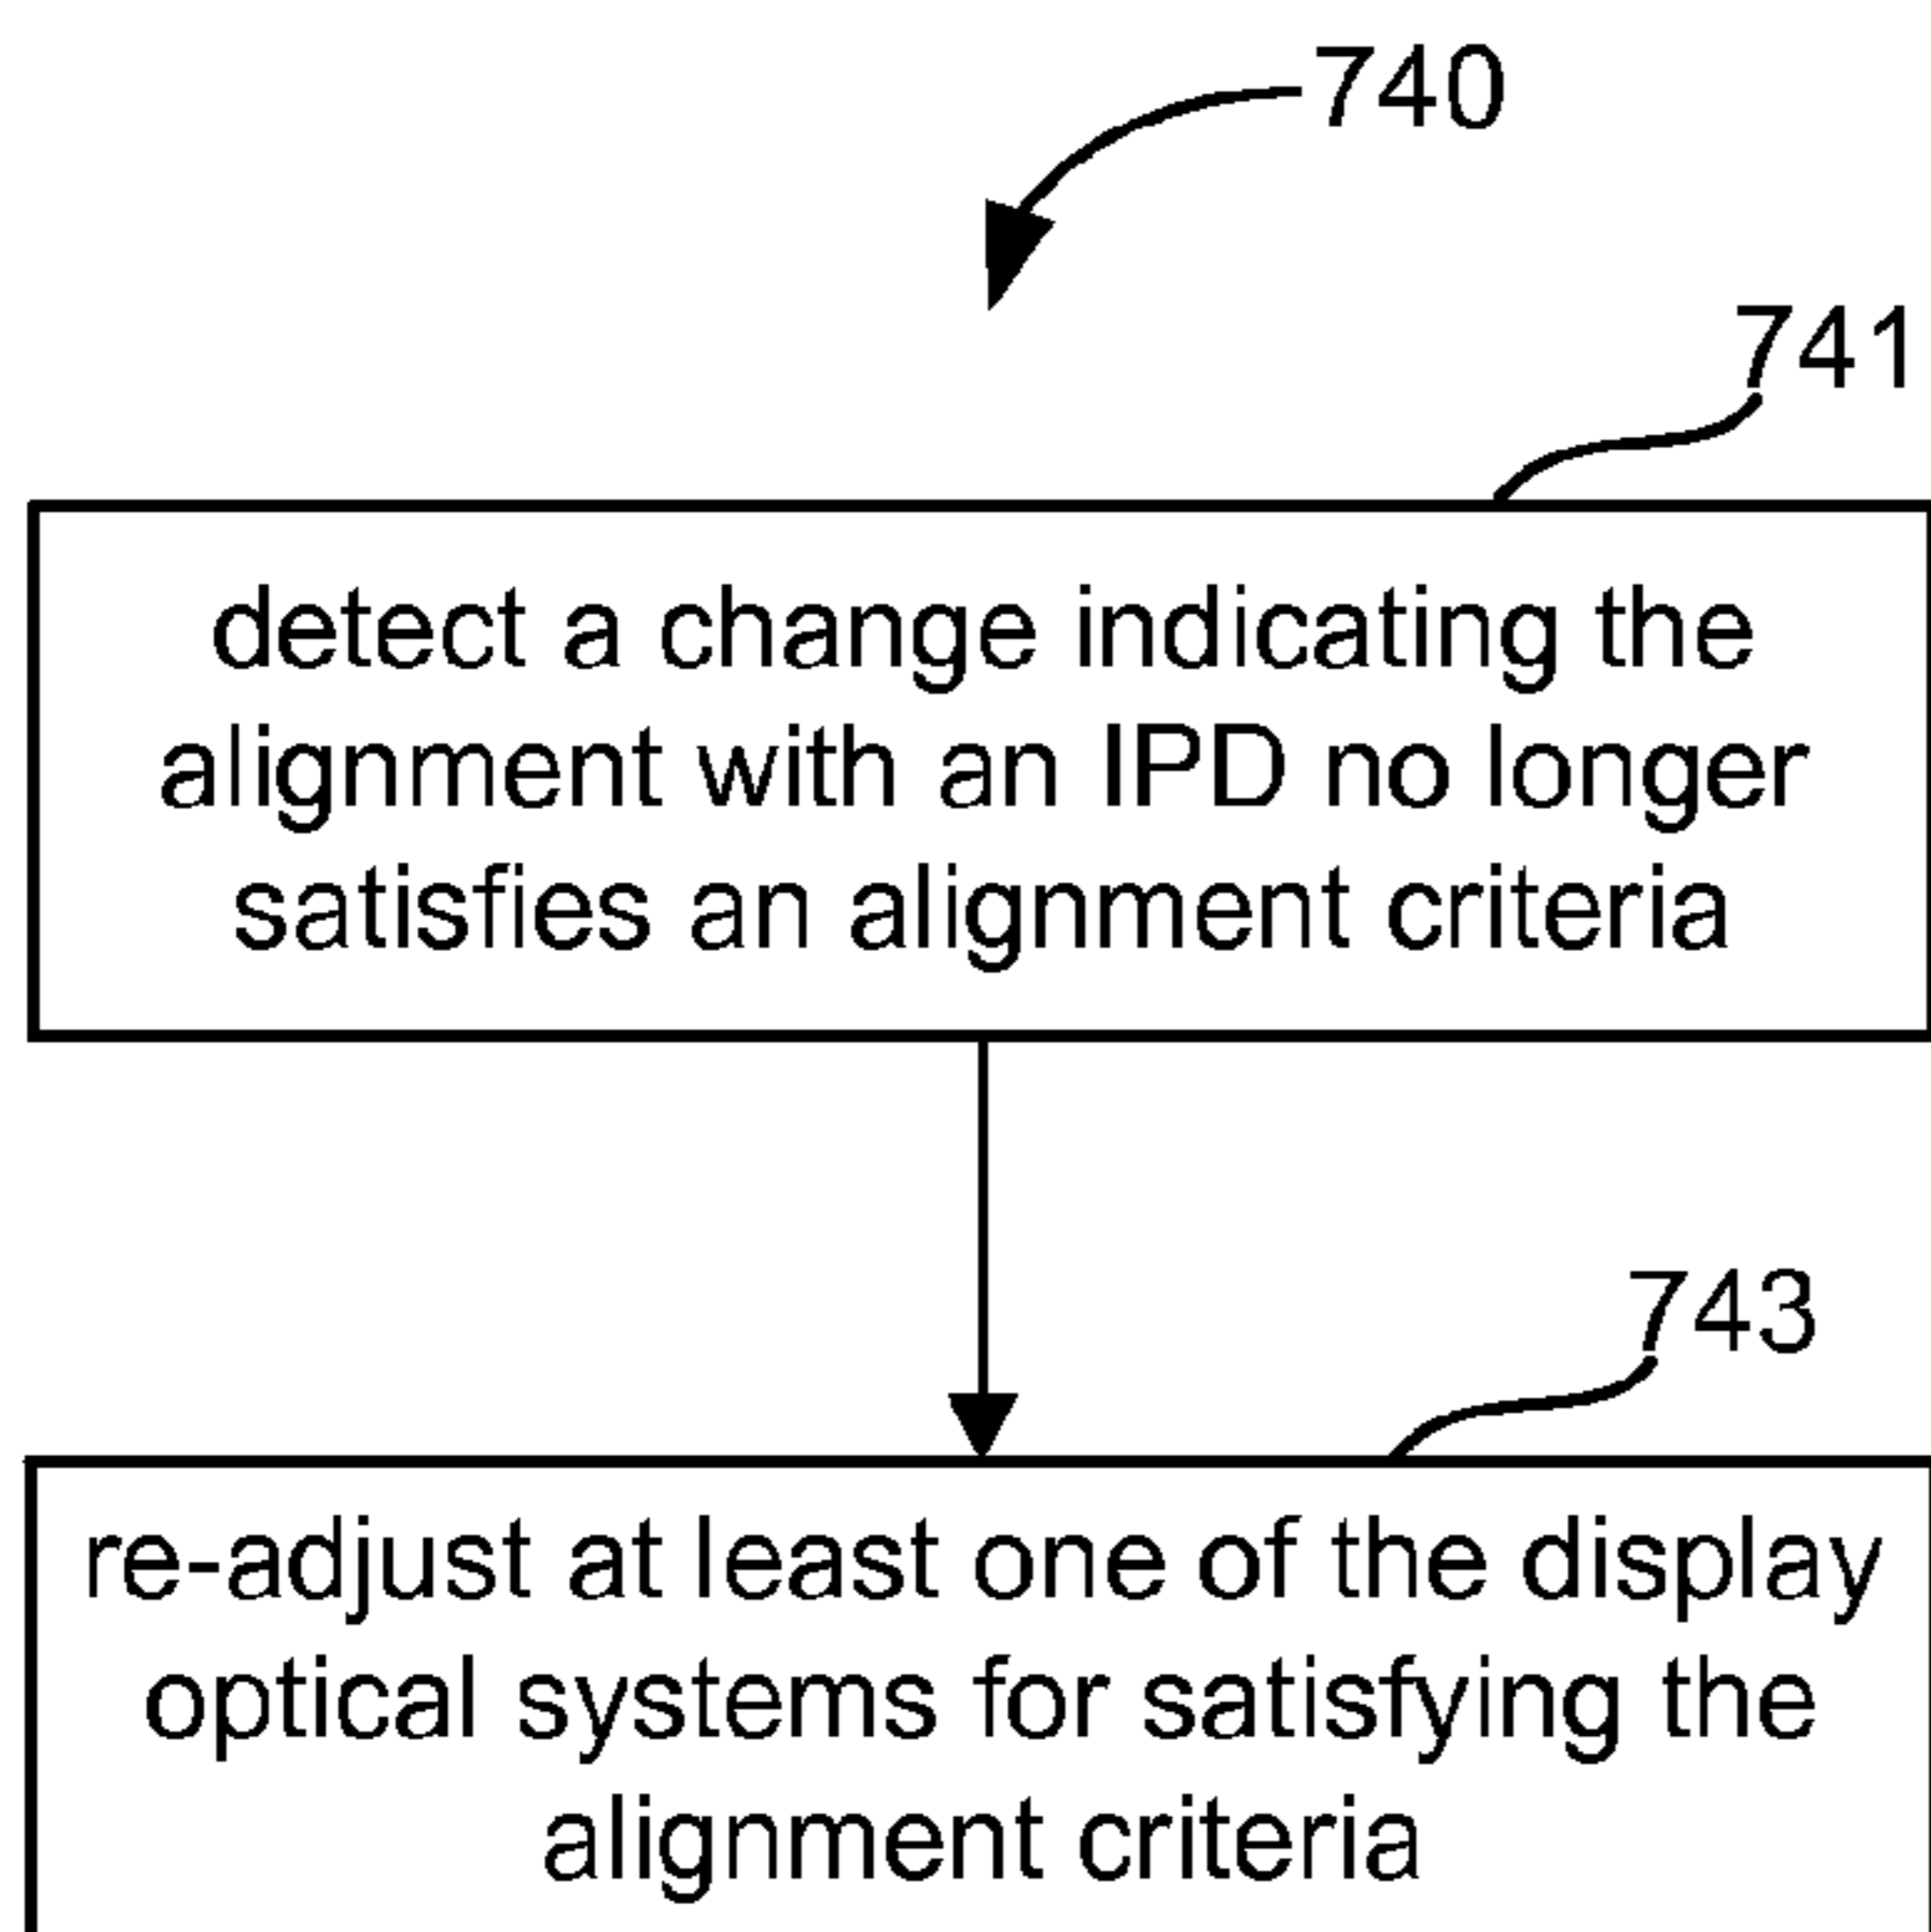 740
741
detect a change indicating the
alignment with an IPD no longer
satisfies an alignment criteria
743
re-adjust at least one of the display
optical systems for satisfying the
alignment criteria